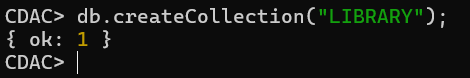 CDAC> db.createCollection("LIBRARY");
{ ok: 1 }
CDAC>